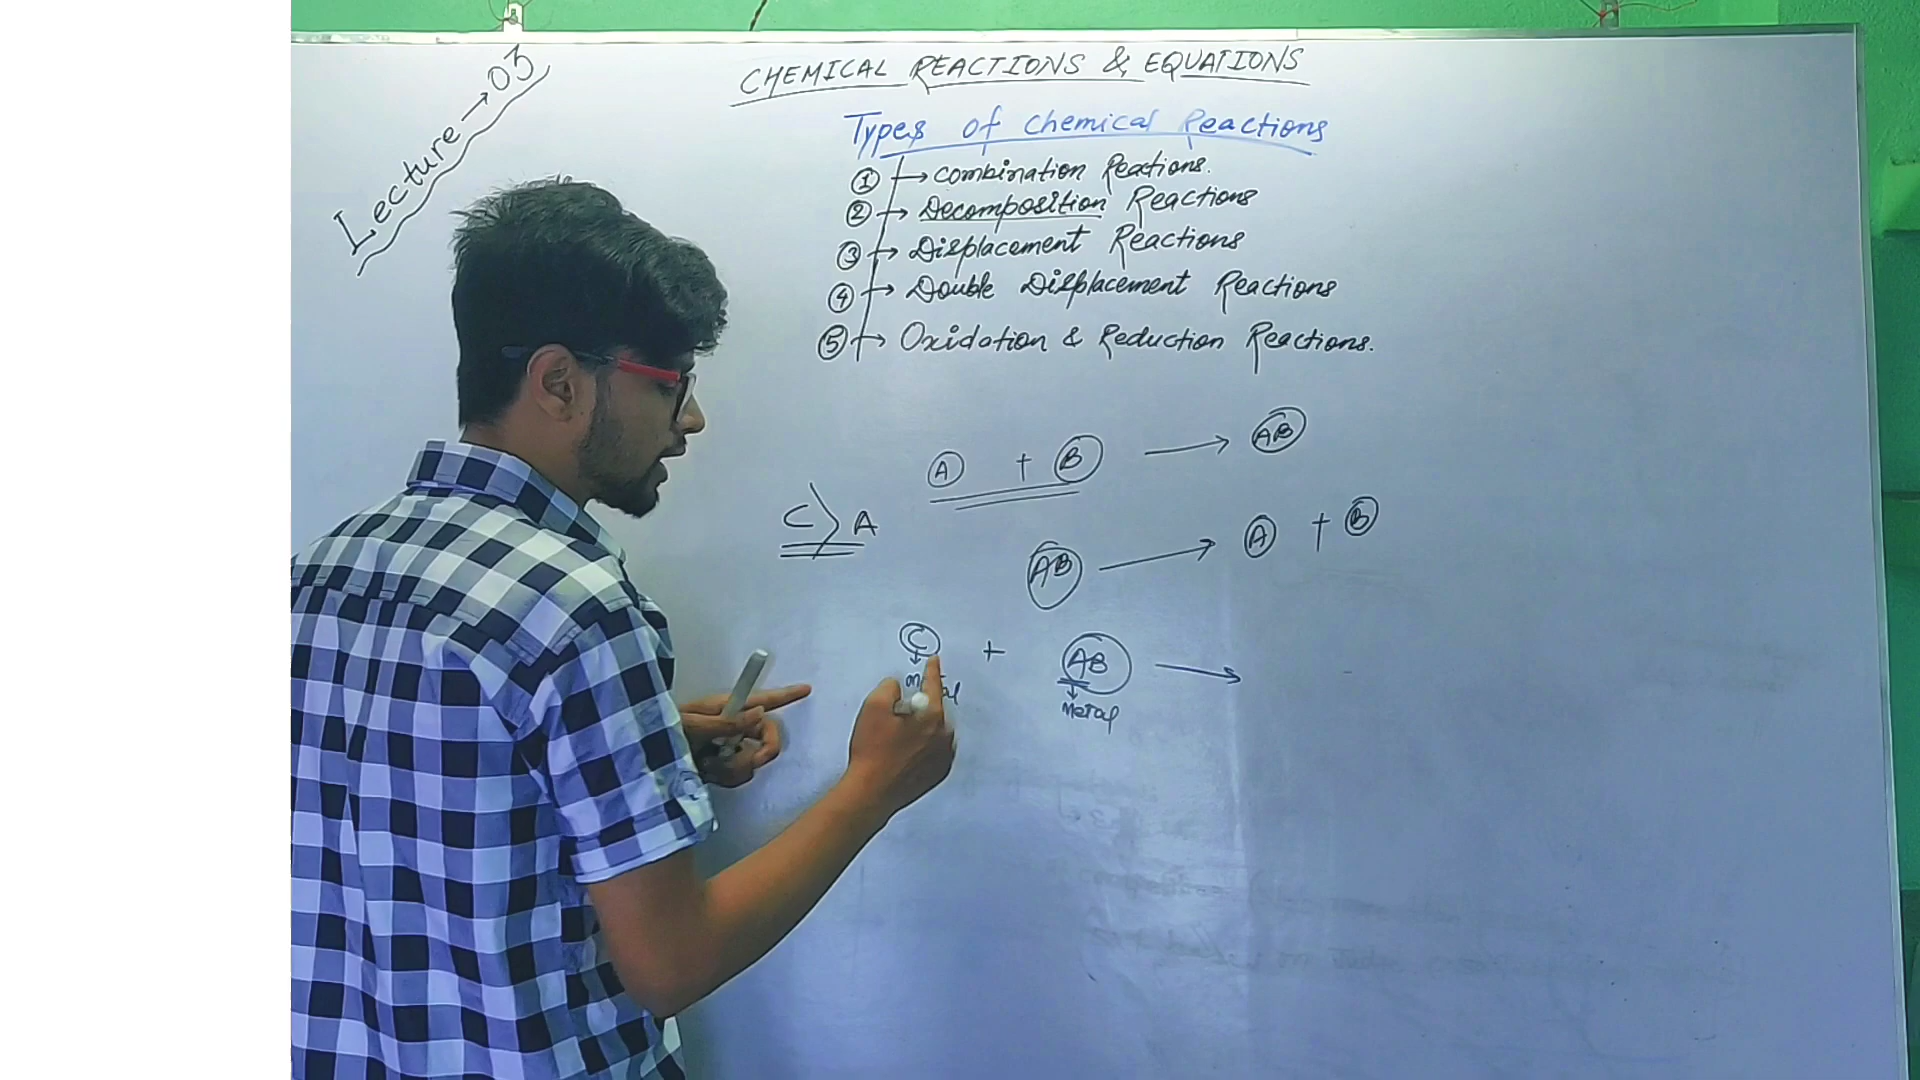 Lecture → 03
CHEMICAL REACTIONS & EQUATIONS
Types of Chemical Reactions
① → Combination Reactions.
② → Decomposition Reactions
③ → Displacement Reactions
④ → Double Displacement Reactions
⑤ → Oxidation & Reduction Reactions.
A + B → AB
C > A
AB → A + B
C + AB →
Metal